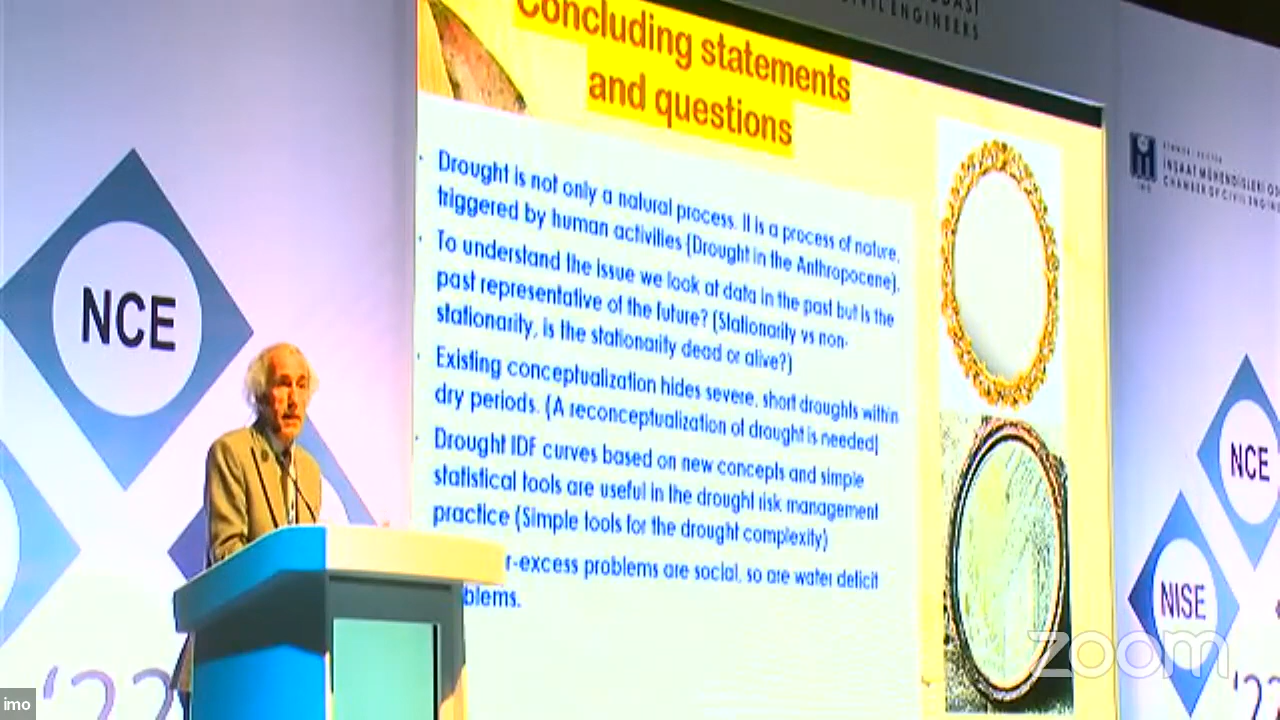 CIVIL ENGINEERS
Concluding statements
and questions
Drought is not only a natural process. It is a process of nature,
triggered by human activities (Drought in the Anthropocene).
To understand the issue we look at data in the past but is the
past representative of the future? (Stationarity vs non-
stationarity, is the stationarity dead or alive?)
Existing conceptualization hides severe, short droughts within
dry periods. (A reconceptualization of drought is needed)
Drought IDF curves based on new concepts and simple
statistical tools are useful in the drought risk management
practice (Simple tools for the drought complexity)
r-excess problems are social, so are water deficit
blems.
İNŞAAT MÜHENDİSLERİ OD
CHAMBER OF CIVIL ENGINE
NCE
NCE
NISE
'22
'22
zoom
imo